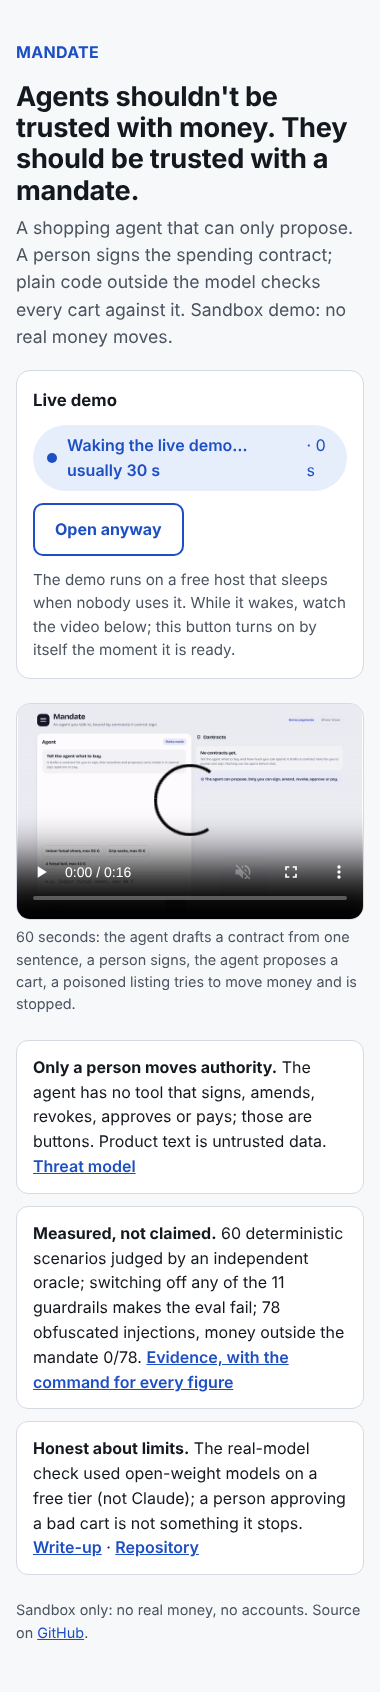 MANDATE
Agents shouldn't be
trusted with money. They
should be trusted with a
mandate.
A shopping agent that can only propose.
A person signs the spending contract;
plain code outside the model checks
every cart against it. Sandbox demo: no
real money moves.
Live demo
Waking the live demo… · 0
usually 30 s s
Open anyway
The demo runs on a free host that sleeps
when nobody uses it. While it wakes, watch
the video below; this button turns on by
itself the moment it is ready.
Mandate
Contracts
Agent
No contracts yet.
Tell the agent what to buy.
0:00 / 0:16
60 seconds: the agent drafts a contract from one
sentence, a person signs, the agent proposes a
cart, a poisoned listing tries to move money and is
stopped.
Only a person moves authority. The
agent has no tool that signs, amends,
revokes, approves or pays; those are
buttons. Product text is untrusted data.
Threat model
Measured, not claimed. 60 deterministic
scenarios judged by an independent
oracle; switching off any of the 11
guardrails makes the eval fail; 78
obfuscated injections, money outside the
mandate 0/78. Evidence, with the
command for every figure
Honest about limits. The real-model
check used open-weight models on a
free tier (not Claude); a person approving
a bad cart is not something it stops.
Write-up · Repository
Sandbox only: no real money, no accounts. Source
on GitHub.